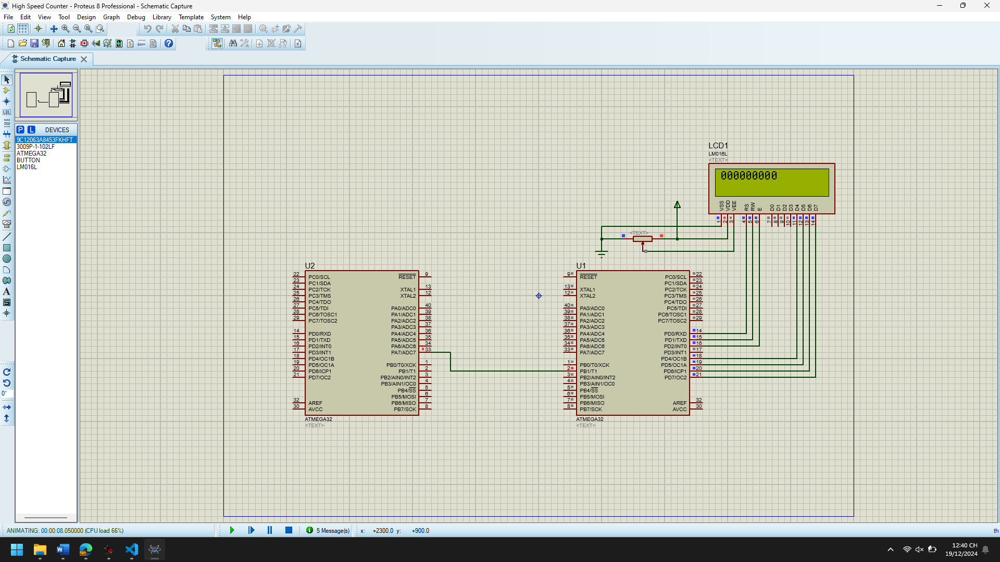 High Speed Counter - Proteus 8 Professional - Schematic Capture
File Edit View Tool Design Graph Debug Library Template System Help
Schematic Capture
P L DEVICES
9C12063A8453FKHFT
3009P-1-102LF
ATMEGA32
BUTTON
LM016L
LBL
A
S
0°
LCD1
LM016L
<TEXT>
000000000
VSS VDD VEE RS RW E D0 D1 D2 D3 D4 D5 D6 D7
1 2 3 4 5 6 7 8 9 10 11 12 13 14
<TEXT>
U2
22 PC0/SCL RESET 9
23 PC1/SDA
24 PC2/TCK XTAL1 13
25 PC3/TMS XTAL2 12
26 PC4/TDO
27 PC5/TDI PA0/ADC0 40
28 PC6/TOSC1 PA1/ADC1 39
29 PC7/TOSC2 PA2/ADC2 38
PA3/ADC3 37
14 PD0/RXD PA4/ADC4 36
15 PD1/TXD PA5/ADC5 35
16 PD2/INT0 PA6/ADC6 34
17 PD3/INT1 PA7/ADC7 33
18 PD4/OC1B
19 PD5/OC1A PB0/T0/XCK 1
20 PD6/ICP1 PB1/T1 2
21 PD7/OC2 PB2/AIN0/INT2 3
PB3/AIN1/OC0 4
PB4/SS 5
PB5/MOSI 6
32 AREF PB6/MISO 7
30 AVCC PB7/SCK 8
ATMEGA32
<TEXT>
U1
9 RESET PC0/SCL 22
PC1/SDA 23
13 XTAL1 PC2/TCK 24
12 XTAL2 PC3/TMS 25
PC4/TDO 26
40 PA0/ADC0 PC5/TDI 27
39 PA1/ADC1 PC6/TOSC1 28
38 PA2/ADC2 PC7/TOSC2 29
37 PA3/ADC3
36 PA4/ADC4 PD0/RXD 14
35 PA5/ADC5 PD1/TXD 15
34 PA6/ADC6 PD2/INT0 16
33 PA7/ADC7 PD3/INT1 17
PD4/OC1B 18
1 PB0/T0/XCK PD5/OC1A 19
2 PB1/T1 PD6/ICP1 20
3 PB2/AIN0/INT2 PD7/OC2 21
4 PB3/AIN1/OC0
5 PB4/SS
6 PB5/MOSI
7 PB6/MISO AREF 32
8 PB7/SCK AVCC 30
ATMEGA32
<TEXT>
ANIMATING: 00:00:08.050000 (CPU load 66%) 5 Message(s) x: +2300.0 y: +900.0 th
12:40 CH
19/12/2024